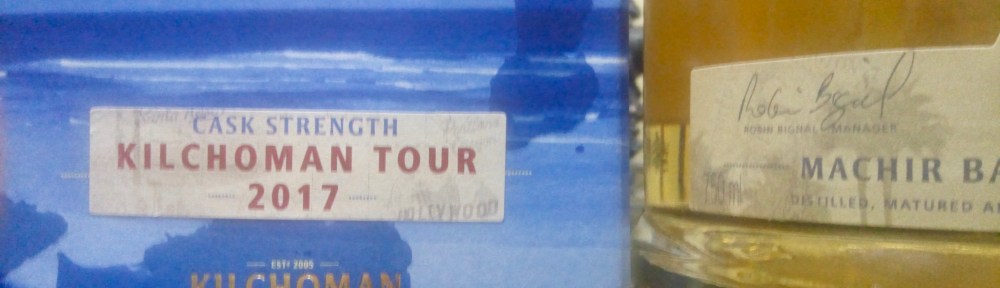 CASK STRENGTH
KILCHOMAN TOUR
2017
HOLLYWOOD
ESTD 2005
KILCHOMAN
Robin Bignal
ROBIN BIGNAL MANAGER
MACHIR BA
750ml
DISTILLED, MATURED A